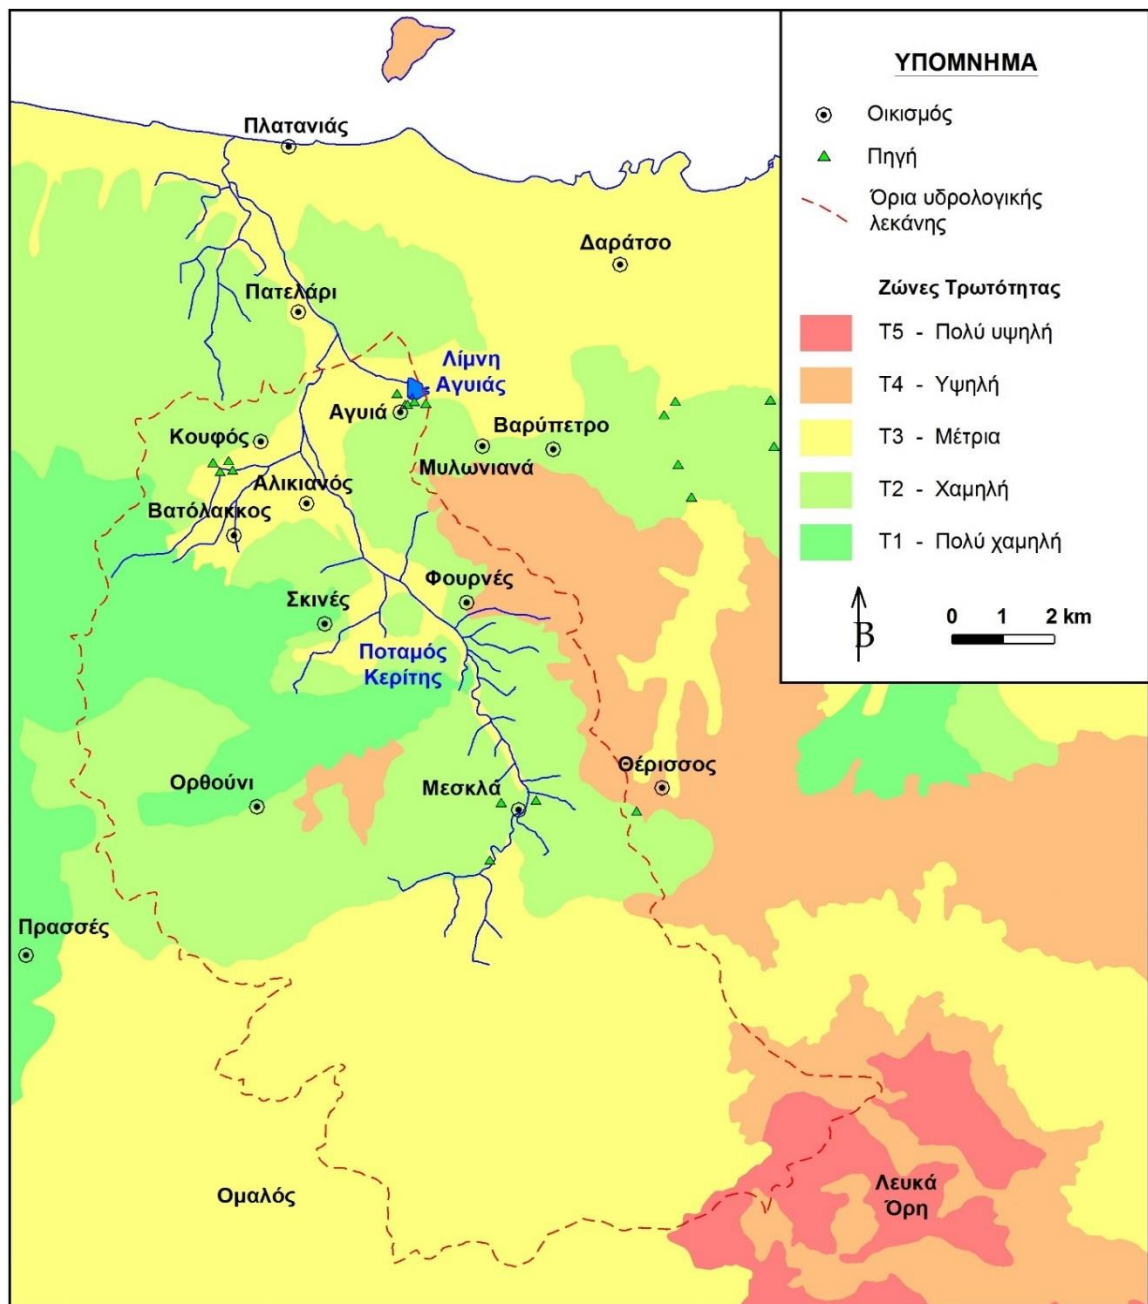 ΥΠΟΜΝΗΜΑ
Οικισμός
Πηγή
Όρια υδρολογικής
λεκάνης
Ζώνες Τρωτότητας
T5 - Πολύ υψηλή
T4 - Υψηλή
T3 - Μέτρια
T2 - Χαμηλή
T1 - Πολύ χαμηλή
B
0 1 2 km
Πλατανιάς
Δαράτσο
Πατελάρι
Λίμνη
Αγυιάς
Αγυιά
Βαρύπετρο
Κουφός
Μυλωνιανά
Αλικιανός
Βατόλακκος
Φουρνές
Σκινές
Ποταμός
Κερίτης
Θέρισσος
Ορθούνι
Μεσκλά
Πρασσές
Ομαλός
Λευκά
Όρη